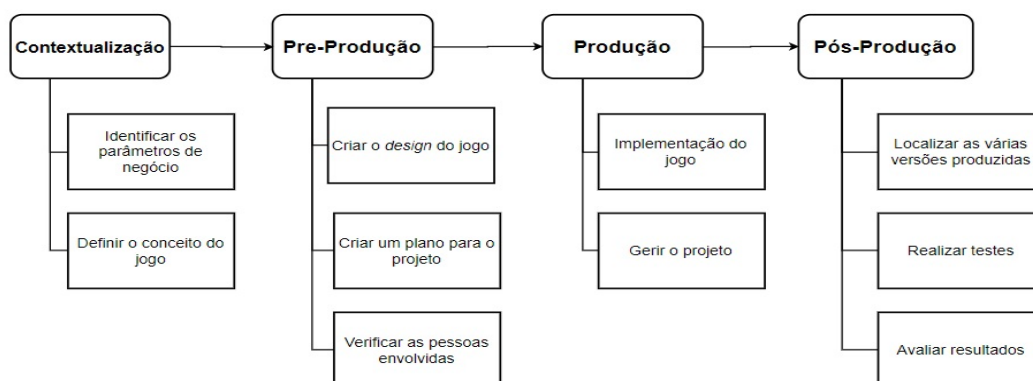 Contextualização
Pre-Produção
Produção
Pós-Produção
Identificar os
parâmetros de
negócio
Definir o conceito do
jogo
Criar o design do jogo
Criar um plano para o
projeto
Verificar as pessoas
envolvidas
Implementação do
jogo
Gerir o projeto
Localizar as várias
versões produzidas
Realizar testes
Avaliar resultados